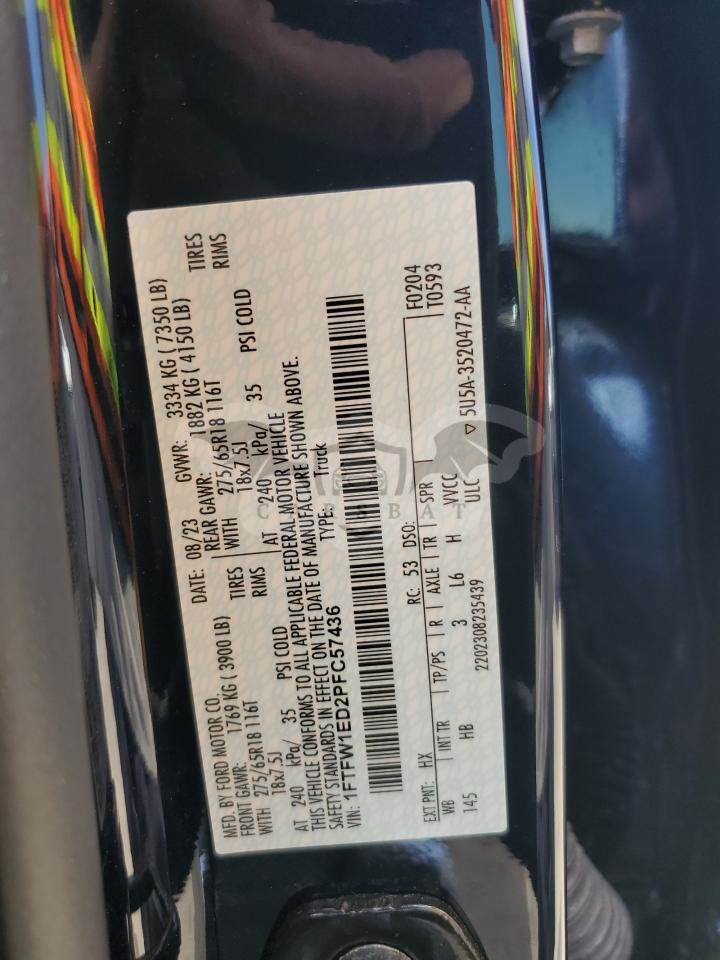 MFD. BY FORD MOTOR CO.
DATE: 08/23 GVWR: 3334 KG ( 7350 LB)
FRONT GAWR: 1769 KG ( 3900 LB) REAR GAWR: 1882 KG ( 4150 LB)
WITH 275/65R18 116T TIRES WITH 275/65R18 116T TIRES
18x7.5J RIMS 18x7.5J RIMS
AT 240 kPa/ 35 PSI COLD AT 240 kPa/ 35 PSI COLD
THIS VEHICLE CONFORMS TO ALL APPLICABLE FEDERAL MOTOR VEHICLE
SAFETY STANDARDS IN EFFECT ON THE DATE OF MANUFACTURE SHOWN ABOVE.
VIN: 1FTFW1ED2PFC57436 TYPE: Truck
F0204
T0593
EXT PNT: HX RC: 53 DSO:
WB INT TR TP/PS R AXLE TR SPR
145 HB 3 L6 H VVCC
2202308235439 ULC ▽ 5U5A-3520472-AA
CARSBAT